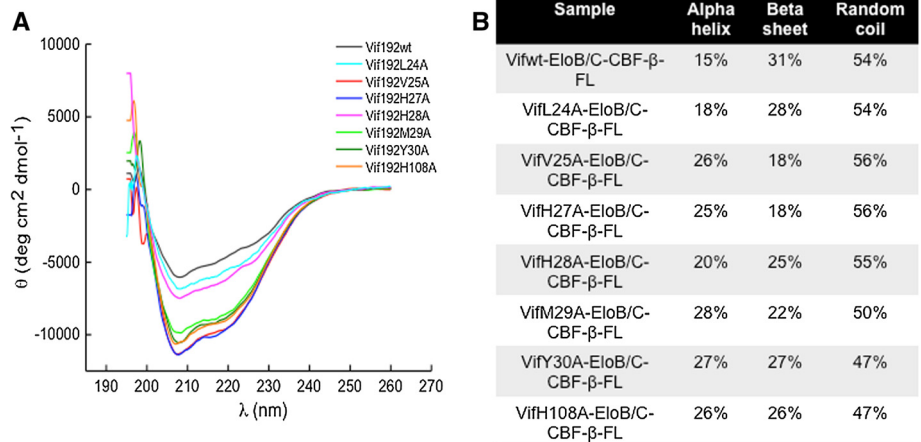 A
10000
5000
0
-5000
-10000
190 200 210 220 230 240 250 260 270
λ (nm)
θ (deg cm2 dmol-1)
Vif192wt
Vif192L24A
Vif192V25A
Vif192H27A
Vif192H28A
Vif192M29A
Vif192Y30A
Vif192H108A
B
Sample Alpha helix Beta sheet Random coil
Vifwt-EloB/C-CBF-β-
FL 15% 31% 54%
VifL24A-EloB/C-
CBF-β-FL 18% 28% 54%
VifV25A-EloB/C-
CBF-β-FL 26% 18% 56%
VifH27A-EloB/C-
CBF-β-FL 25% 18% 56%
VifH28A-EloB/C-
CBF-β-FL 20% 25% 55%
VifM29A-EloB/C-
CBF-β-FL 28% 22% 50%
VifY30A-EloB/C-
CBF-β-FL 27% 27% 47%
VifH108A-EloB/C-
CBF-β-FL 26% 26% 47%